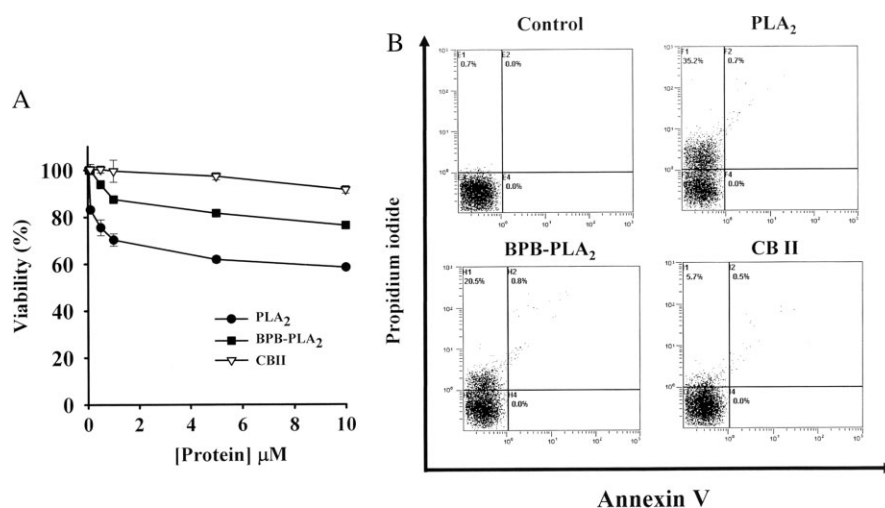 A
Viability (%)
100
80
60
40
20
0
0
2
4
6
8
10
[Protein] μM
PLA2
BPB-PLA2
CBII
B
Propidium iodide
Control
E1
0.7%
E2
0.0%
E4
0.0%
PLA2
F1
35.2%
F2
0.7%
F4
0.0%
BPB-PLA2
H1
20.5%
H2
0.8%
H4
0.0%
CB II
5.7%
0.5%
0.0%
Annexin V